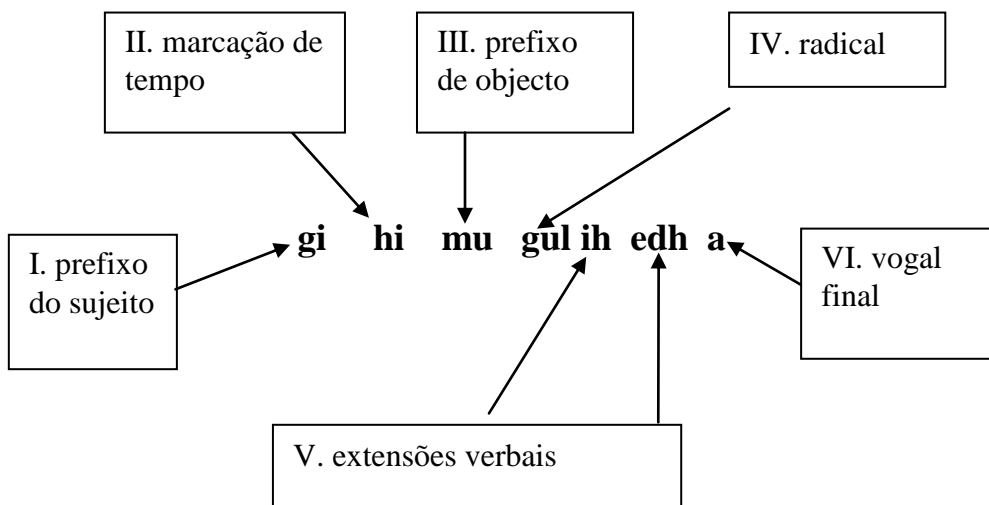 II. marcação de
tempo
III. prefixo
de objecto
IV. radical
gi hi mu gul ih edh a
I. prefixo
do sujeito
VI. vogal
final
V. extensões verbais